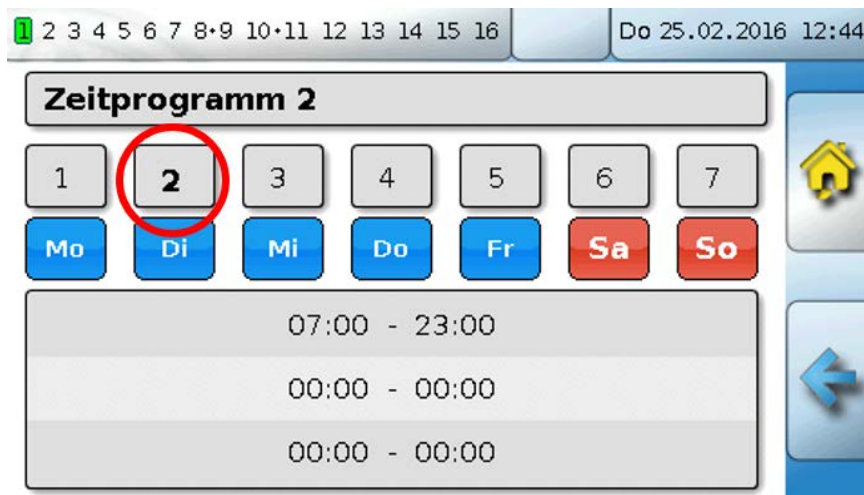 1 2 3 4 5 6 7 8·9 10·11 12 13 14 15 16 Do 25.02.2016 12:44
Zeitprogramm 2
1 2 3 4 5 6 7
Mo Di Mi Do Fr Sa So
07:00 - 23:00
00:00 - 00:00
00:00 - 00:00